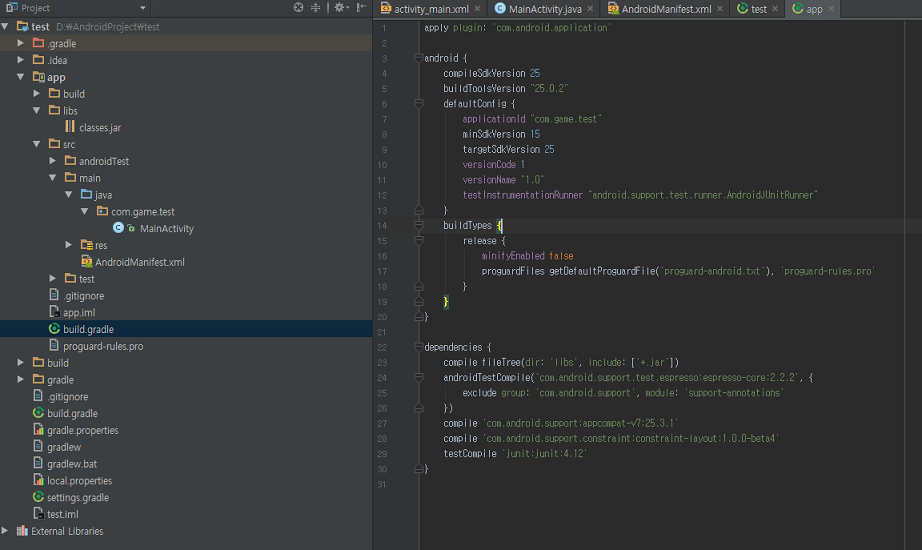 Project
test D:\AndroidProject\test
.gradle
.idea
app
build
libs
classes.jar
src
androidTest
main
java
com.game.test
MainActivity
res
AndroidManifest.xml
test
.gitignore
app.iml
build.gradle
proguard-rules.pro
build
gradle
.gitignore
build.gradle
gradle.properties
gradlew
gradlew.bat
local.properties
settings.gradle
test.iml
External Libraries
activity_main.xml
MainActivity.java
AndroidManifest.xml
test
app
1 apply plugin: 'com.android.application'
2
3 android {
4 compileSdkVersion 25
5 buildToolsVersion "25.0.2"
6 defaultConfig {
7 applicationId "com.game.test"
8 minSdkVersion 15
9 targetSdkVersion 25
10 versionCode 1
11 versionName "1.0"
12 testInstrumentationRunner "android.support.test.runner.AndroidJUnitRunner"
13 }
14 buildTypes {
15 release {
16 minifyEnabled false
17 proguardFiles getDefaultProguardFile('proguard-android.txt'), 'proguard-rules.pro'
18 }
19 }
20 }
21
22 dependencies {
23 compile fileTree(dir: 'libs', include: ['*.jar'])
24 androidTestCompile('com.android.support.test.espresso:espresso-core:2.2.2', {
25 exclude group: 'com.android.support', module: 'support-annotations'
26 })
27 compile 'com.android.support:appcompat-v7:25.3.1'
28 compile 'com.android.support.constraint:constraint-layout:1.0.0-beta4'
29 testCompile 'junit:junit:4.12'
30 }
31